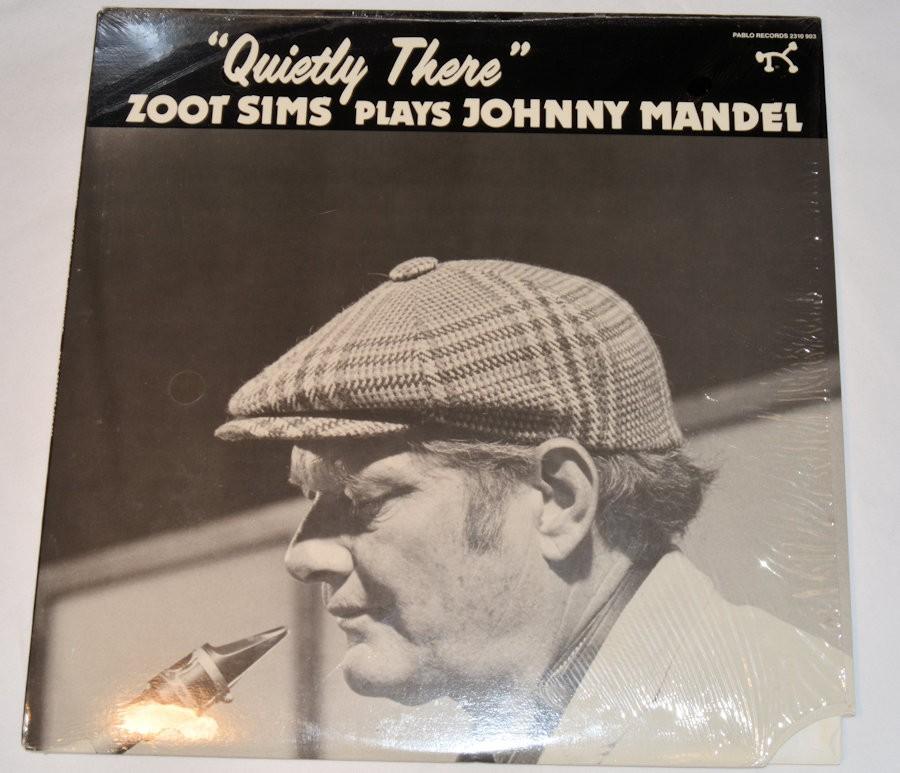 PABLO RECORDS 2310 903
"Quietly There"
ZOOT SIMS PLAYS JOHNNY MANDEL